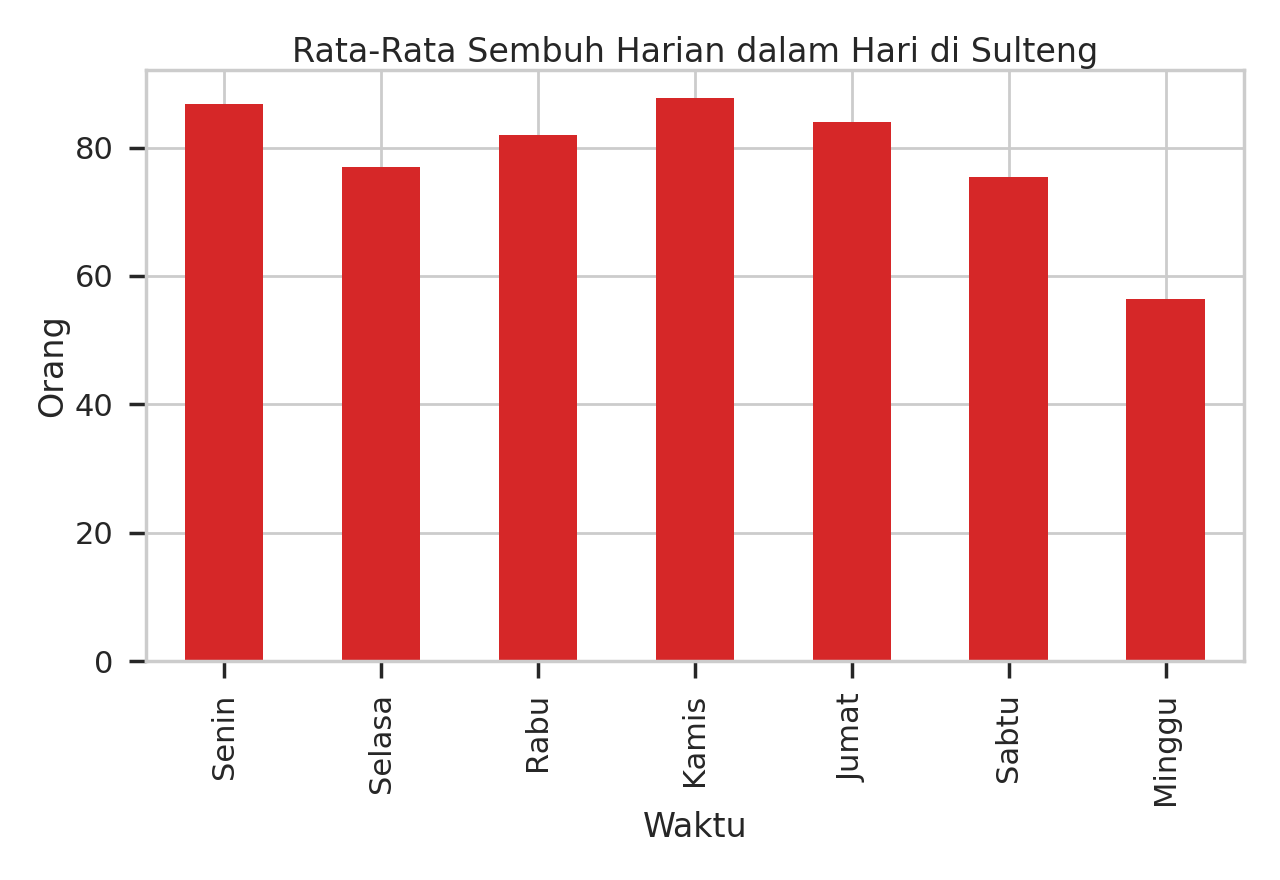 Rata-Rata Sembuh Harian dalam Hari di Sulteng
80
60
40
20
0
Orang
Senin
Selasa
Rabu
Kamis
Jumat
Sabtu
Minggu
Waktu